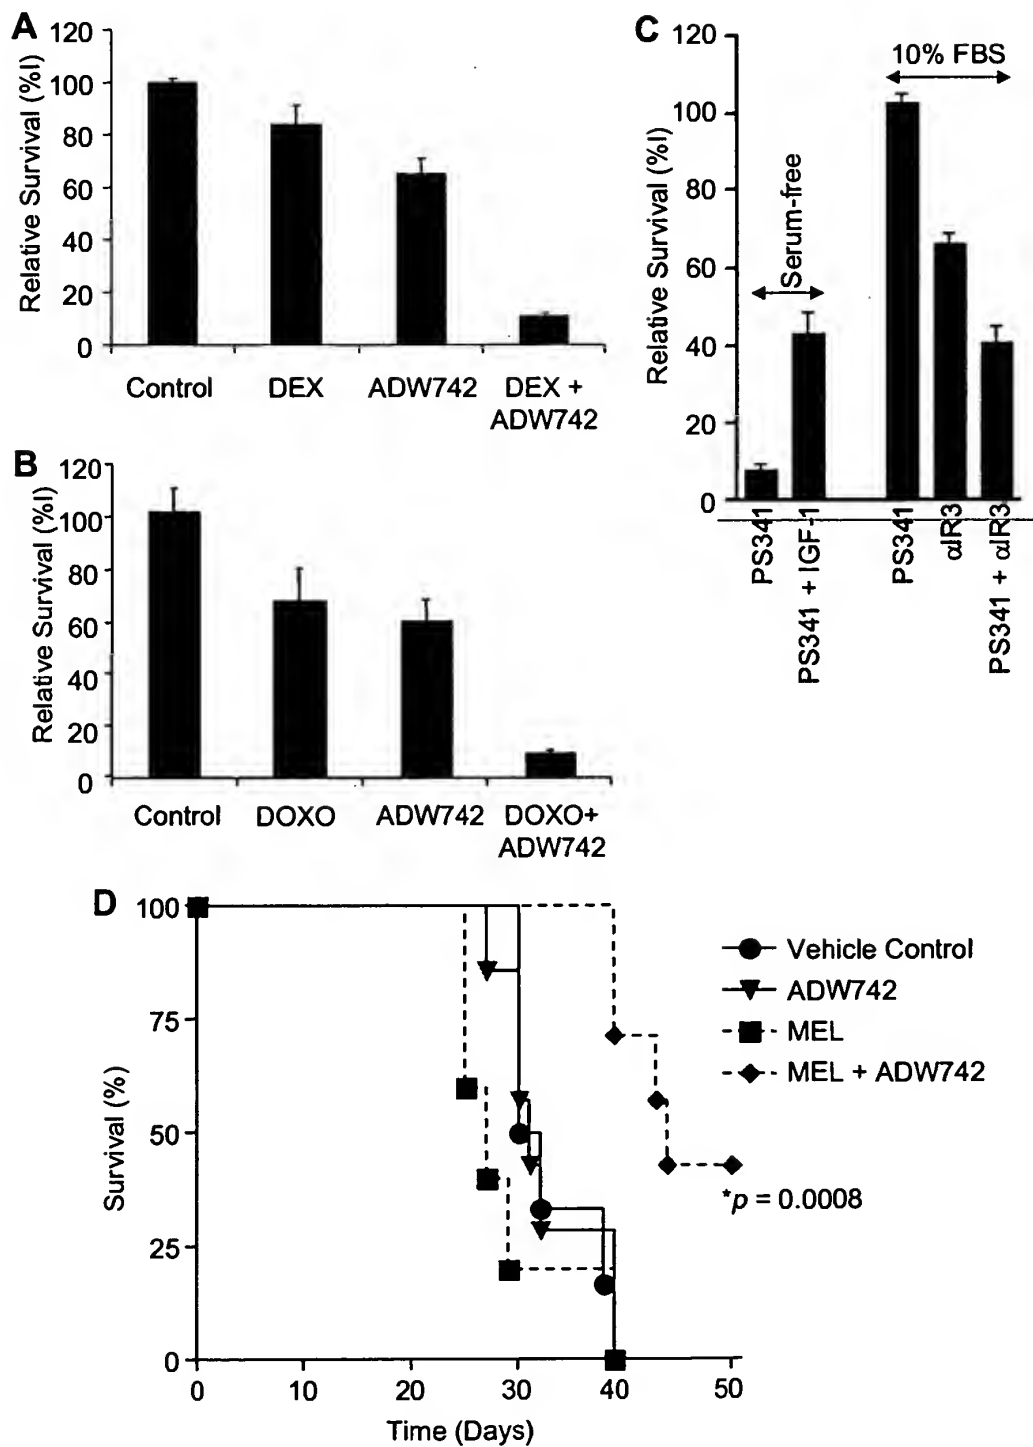 A
120
100
80
60
40
20
0
Relative Survival (%I)
Control
DEX
ADW742
DEX +
ADW742
B
120
100
80
60
40
20
0
Relative Survival (%I)
Control
DOXO
ADW742
DOXO+
ADW742
C
120
100
80
60
40
20
0
Relative Survival (%I)
Serum-free
10% FBS
PS341
PS341 + IGF-1
PS341
αIR3
PS341 + αIR3
D
100
75
50
25
0
Survival (%)
0
10
20
30
40
50
Time (Days)
Vehicle Control
ADW742
MEL
MEL + ADW742
*p = 0.0008